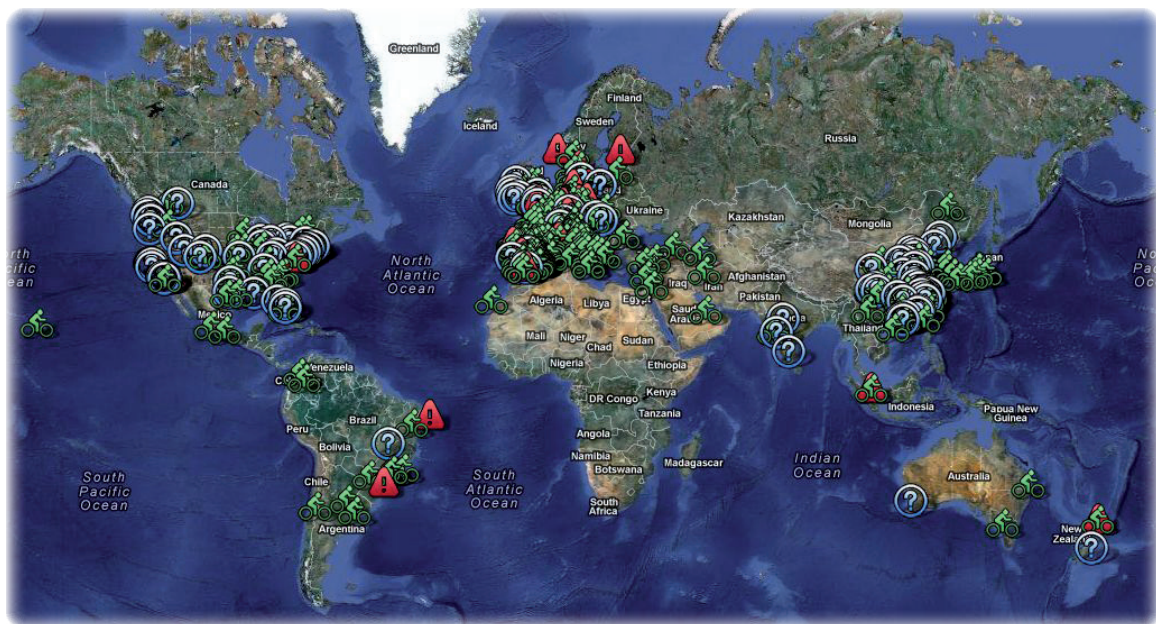 Greenland
Finland
Iceland
Sweden
Russia
Canada
Ukraine
Kazakhstan
Mongolia
North
Atlantic
Ocean
Afghanistan
Iraq
Iran
Pakistan
Algeria
Libya
Egypt
Saudi
Mexico
Mali
Niger
Chad
Sudan
Thailand
Nigeria
Ethiopia
Venezuela
DR Congo
Kenya
Indonesia
Papua New
Guinea
Brazil
Tanzania
Peru
Angola
Bolivia
Namibia
Botswana
Madagascar
Indian
Ocean
South
Pacific
Ocean
Chile
South
Atlantic
Ocean
Australia
South
Africa
Argentina
New
Zealand